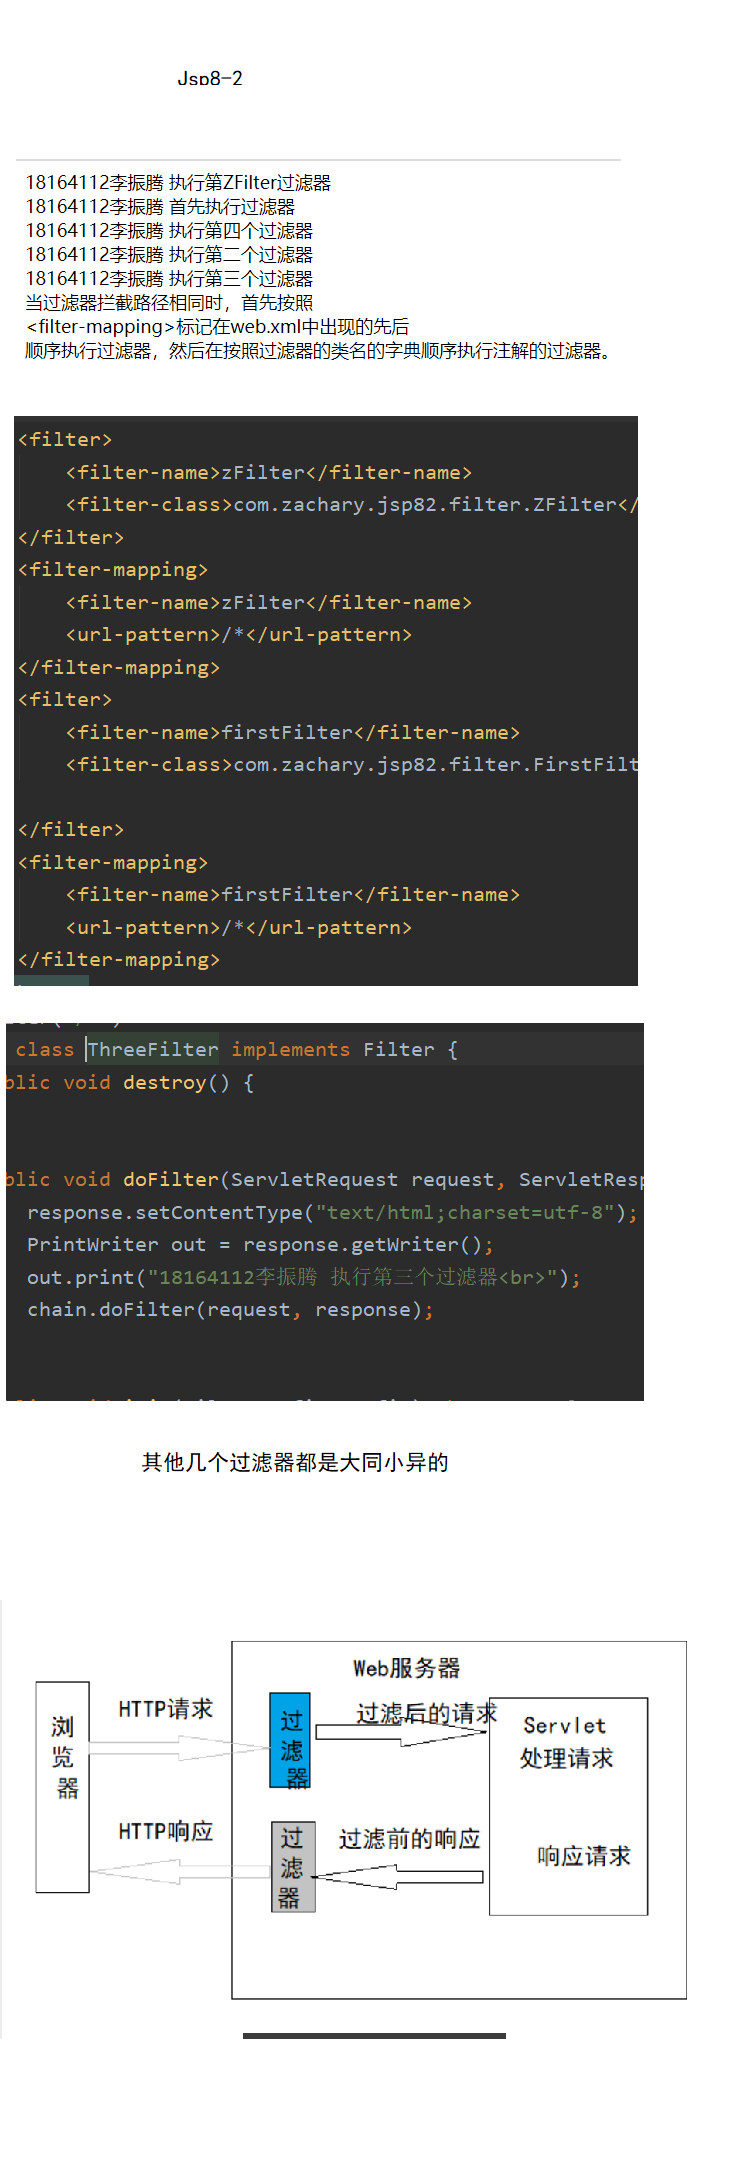 Jsp8-2
18164112李振腾 执行第ZFilter过滤器
18164112李振腾 首先执行过滤器
18164112李振腾 执行第四个过滤器
18164112李振腾 执行第二个过滤器
18164112李振腾 执行第三个过滤器
当过滤器拦截路径相同时，首先按照
<filter-mapping>标记在web.xml中出现的先后
顺序执行过滤器，然后在按照过滤器的类名的字典顺序执行注解的过滤器。
<filter>
<filter-name>zFilter</filter-name>
<filter-class>com.zachary.jsp82.filter.ZFilter</
</filter>
<filter-mapping>
<filter-name>zFilter</filter-name>
<url-pattern>/*</url-pattern>
</filter-mapping>
<filter>
<filter-name>firstFilter</filter-name>
<filter-class>com.zachary.jsp82.filter.FirstFilt
</filter>
<filter-mapping>
<filter-name>firstFilter</filter-name>
<url-pattern>/*</url-pattern>
</filter-mapping>
class ThreeFilter implements Filter {
blic void destroy() {
blic void doFilter(ServletRequest request, ServletResp
response.setContentType("text/html;charset=utf-8");
PrintWriter out = response.getWriter();
out.print("18164112李振腾 执行第三个过滤器<br>");
chain.doFilter(request, response);
其他几个过滤器都是大同小异的
Web服务器
浏览器
HTTP请求
过滤器
过滤后的请求
Servlet
处理请求
HTTP响应
过滤器
过滤前的响应
响应请求